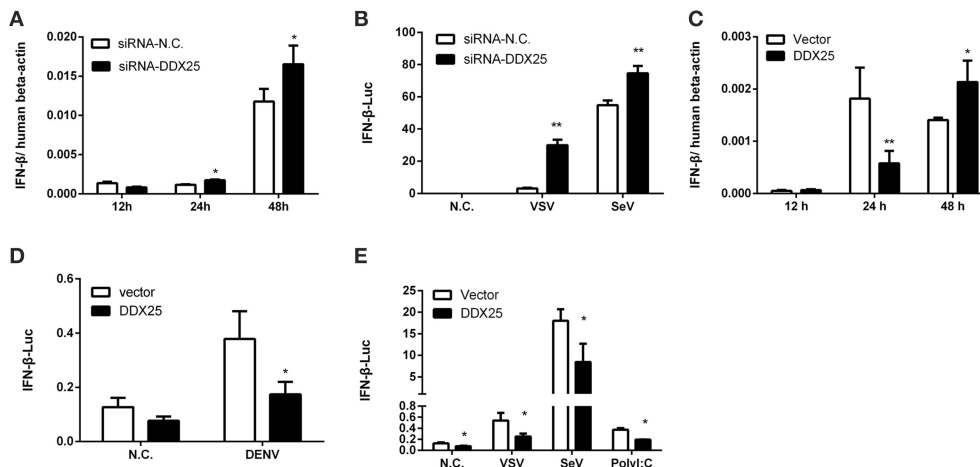 A
siRNA-N.C.
siRNA-DDX25
IFN-β/ human beta-actin
0.020
0.015
0.010
0.005
0.000
*
*
12h
24h
48h
B
siRNA-N.C.
siRNA-DDX25
IFN-β-Luc
100
80
60
40
20
0
**
**
N.C.
VSV
SeV
C
Vector
DDX25
IFN-β/ human beta-actin
0.003
0.002
0.001
0.000
**
*
12 h
24 h
48 h
D
vector
DDX25
IFN-β-Luc
0.6
0.4
0.2
0.0
*
N.C.
DENV
E
Vector
DDX25
IFN-β-Luc
25
20
15
10
5
0.8
0.6
0.4
0.2
0.0
*
*
*
*
N.C.
VSV
SeV
PolyI:C